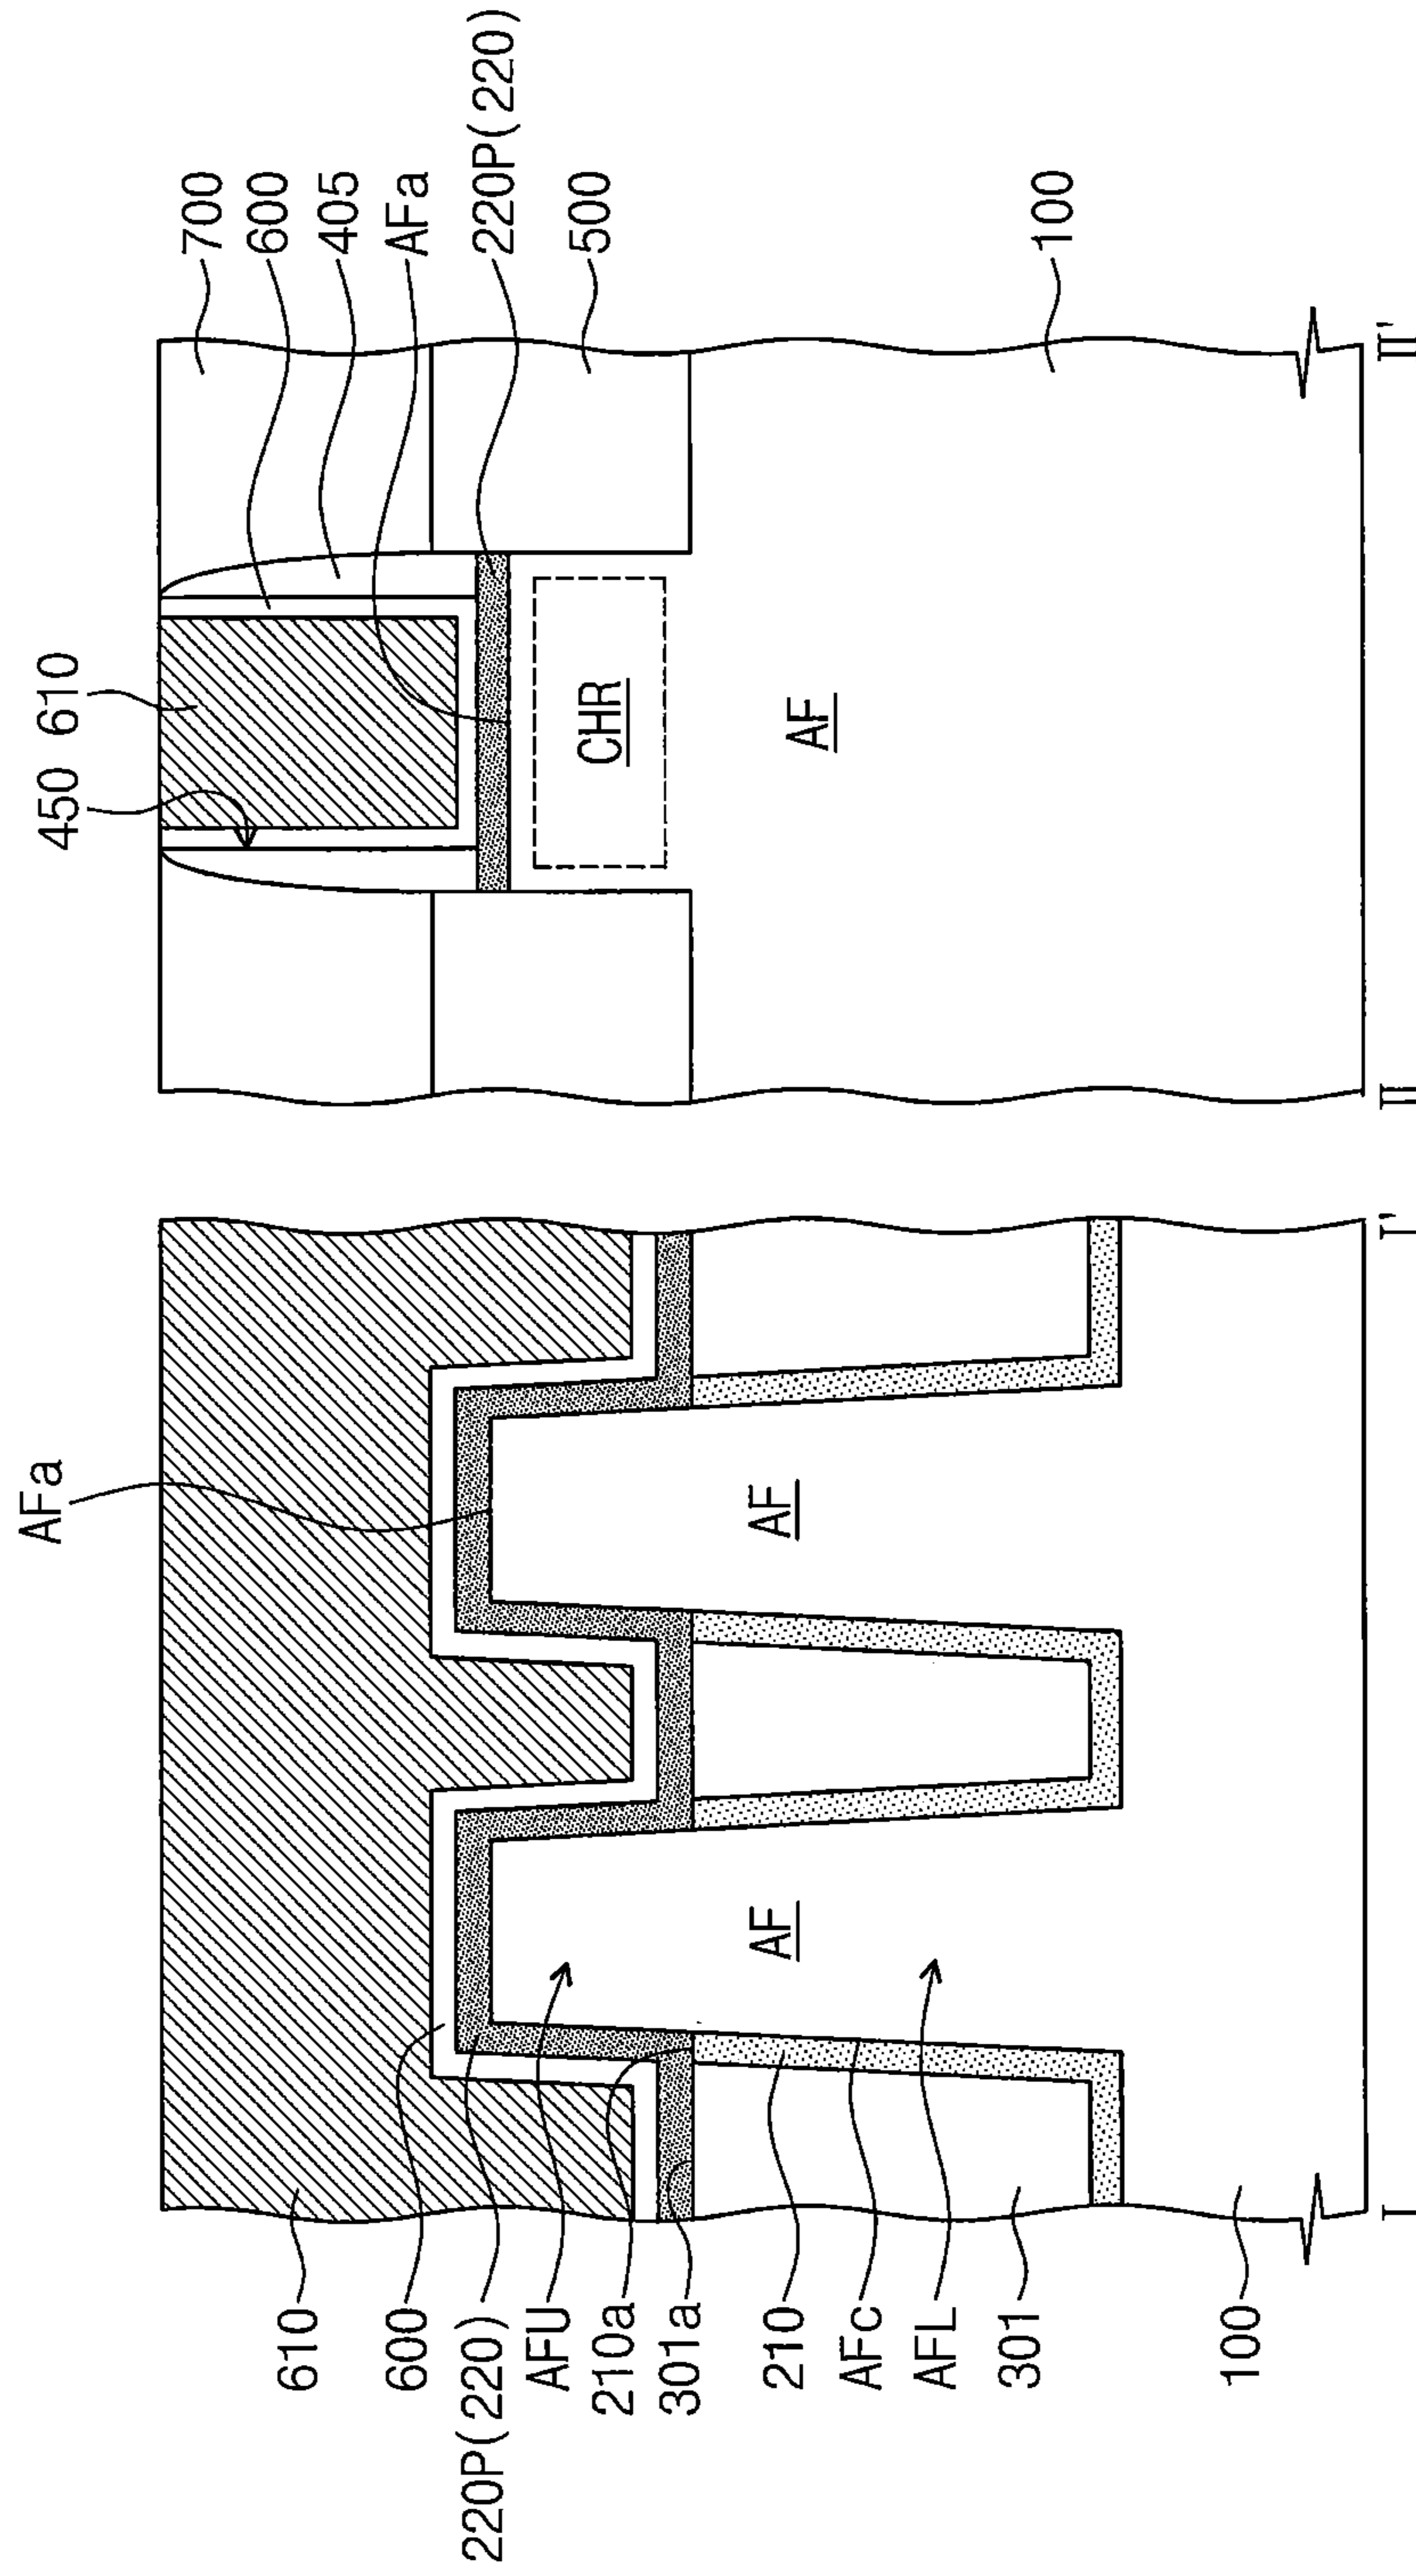 610
600
220P(220)
AFU
210a
301a
210
AFc
AFL
301
100
AFa
AF
AF
I
I'
450
610
700
600
405
AFa
220P(220)
500
100
CHR
AF
II
II'